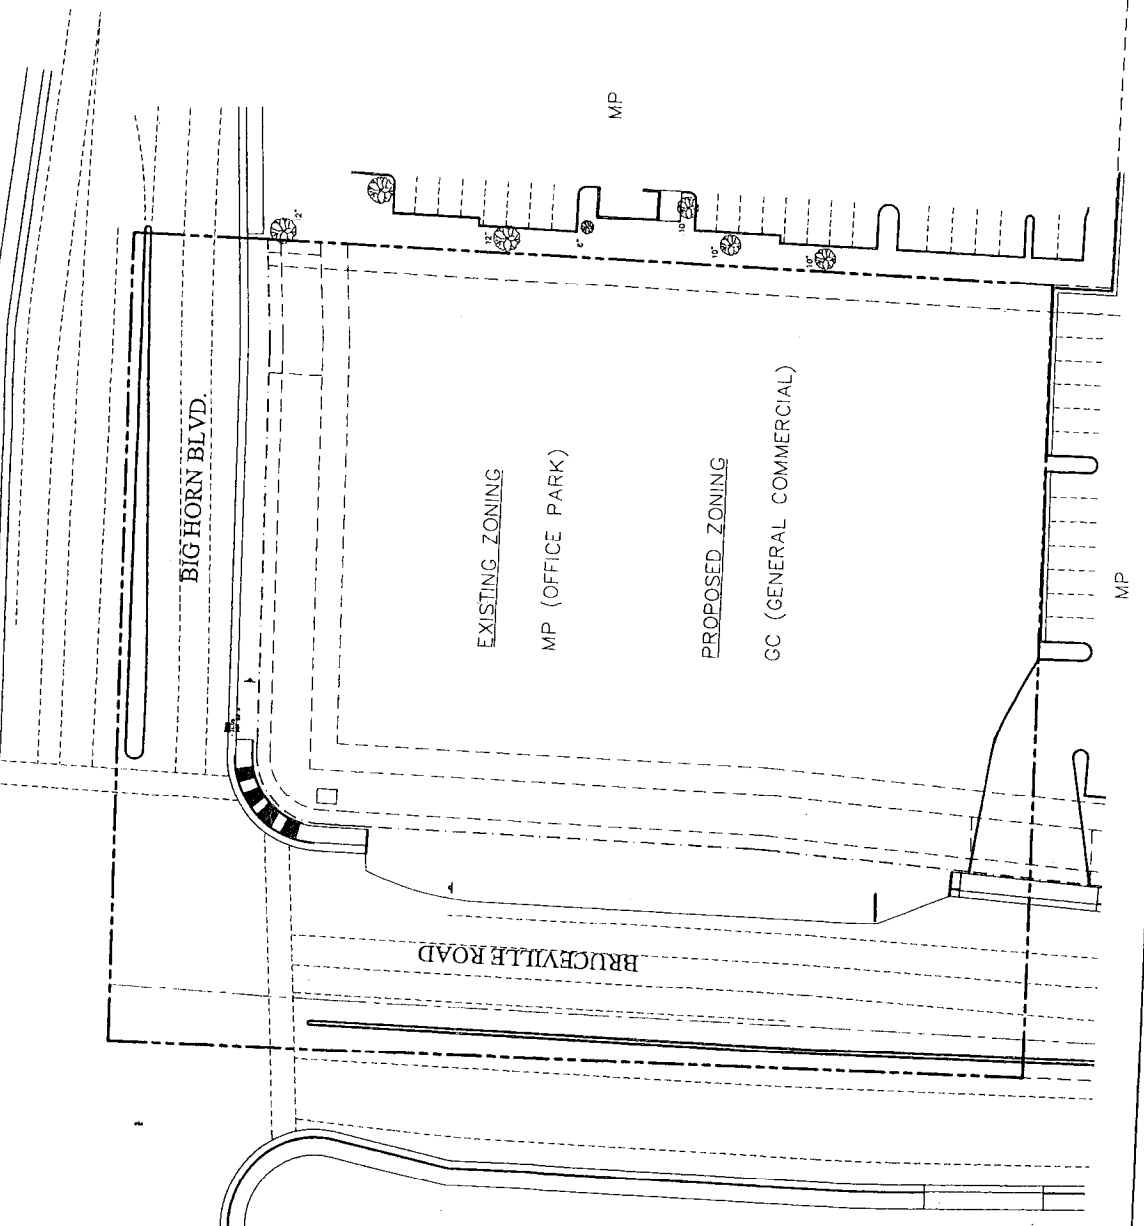 MP
12"
12"
6"
10"
10"
10"
BIG HORN BLVD.
EXISTING ZONING
MP (OFFICE PARK)
PROPOSED ZONING
GC (GENERAL COMMERCIAL)
MP
BRUCEVILLE ROAD